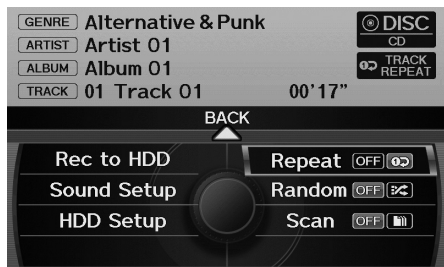 GENRE Alternative & Punk
DISC
CD
ARTIST Artist 01
ALBUM Album 01
TRACK REPEAT
TRACK 01 Track 01 00'17"
BACK
Rec to HDD
Repeat OFF
Sound Setup
Random OFF
HDD Setup
Scan OFF